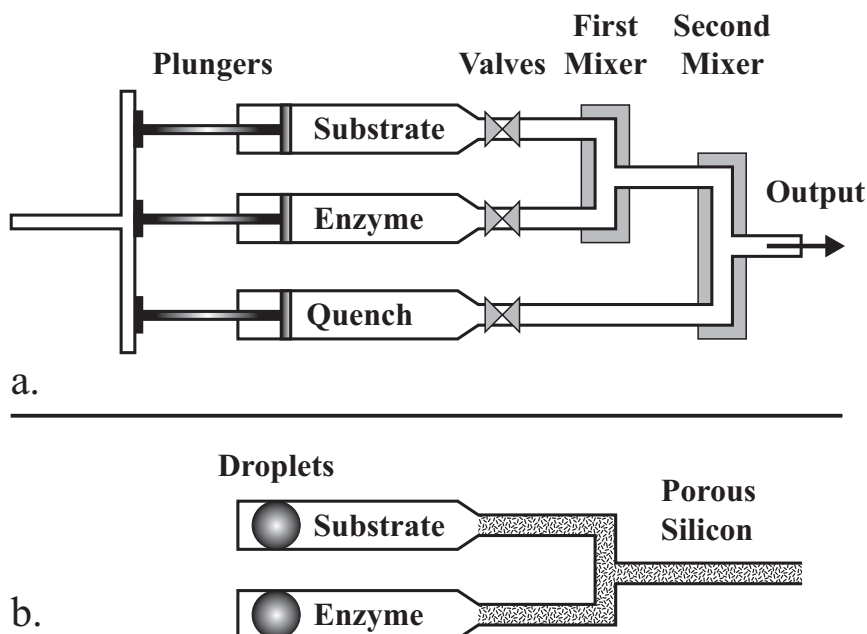 First Second
Plungers Valves Mixer Mixer
Substrate
Output
Enzyme
Quench
a.
Droplets
Porous
Silicon
Substrate
Enzyme
b.